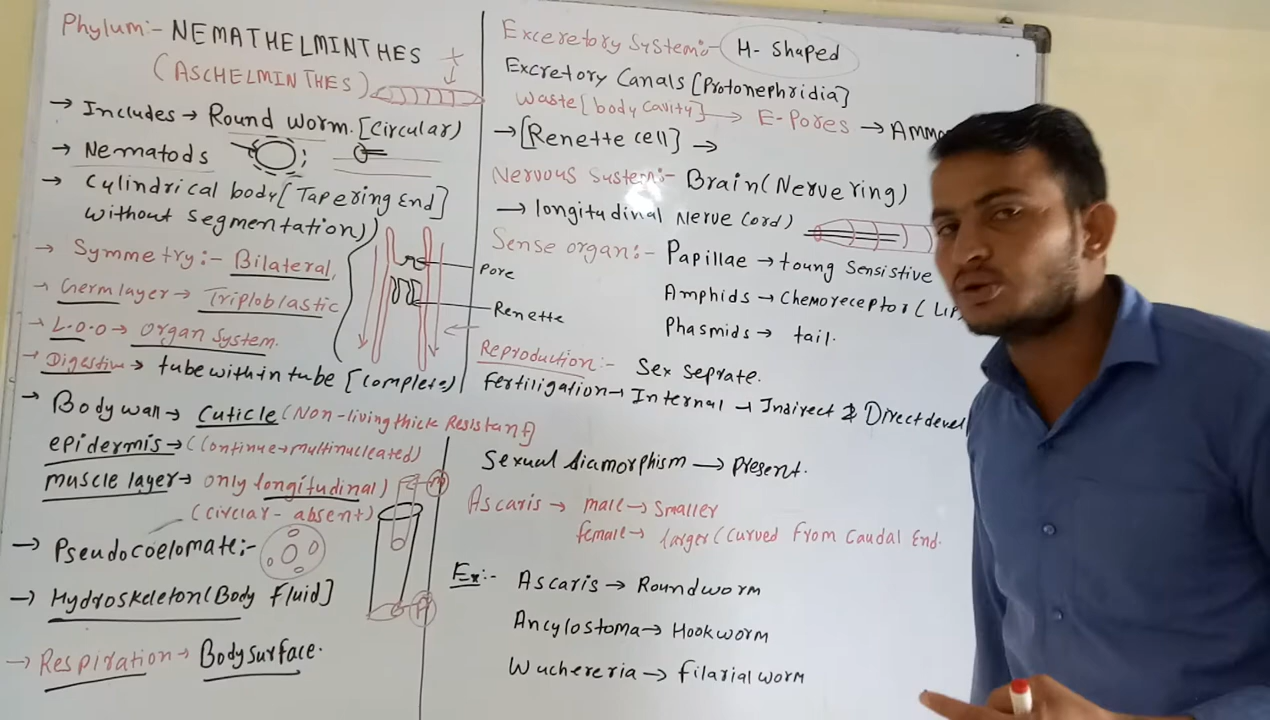 Phylum:- NEMATHELMINTHES
(ASCHELMINTHES)
→ Includes → Round worm. [Circular)
→ Nematods
→ Cylindrical body [Tapering End]
without segmentation)
→ Symmetry:- Bilateral,
→ Germlayer → Triploblastic
→ L.O.O → Organ System.
→ Digestive → tube within tube [Complete)
→ Body wall → Cuticle (Non-living thick Resistant)
epidermis → (Continue → multinucleated)
muscle layer → only longitudinal)
(Circlar - absent)
→ Pseudocoelomate:-
→ Hydroskeleton (Body Fluid]
→ Respiration → Body surface.
Pore
Renette
Exceretory System:- H- Shaped
Excretory Canals [Protonephridia]
Waste [body cavity] → E-Pores → Ammo
→ [Renette cell] →
Nervous System:- Brain (Nerve ring)
→ longitudinal Nerve Cord)
Sense organ:- Papillae → toung Sensistive
Amphids → Chemoreceptor (Lip
Phasmids → tail.
Reproduction:- Sex Seprate.
Fertiligation → Internal → Indirect & Direct devel
Sexual diamorphism → Present.
Ascaris → male → Smaller
female → larger (Curved From Caudal End.
Ex:- Ascaris → Roundworm
Ancylostoma → Hookworm
Wuchereria → filarial worm